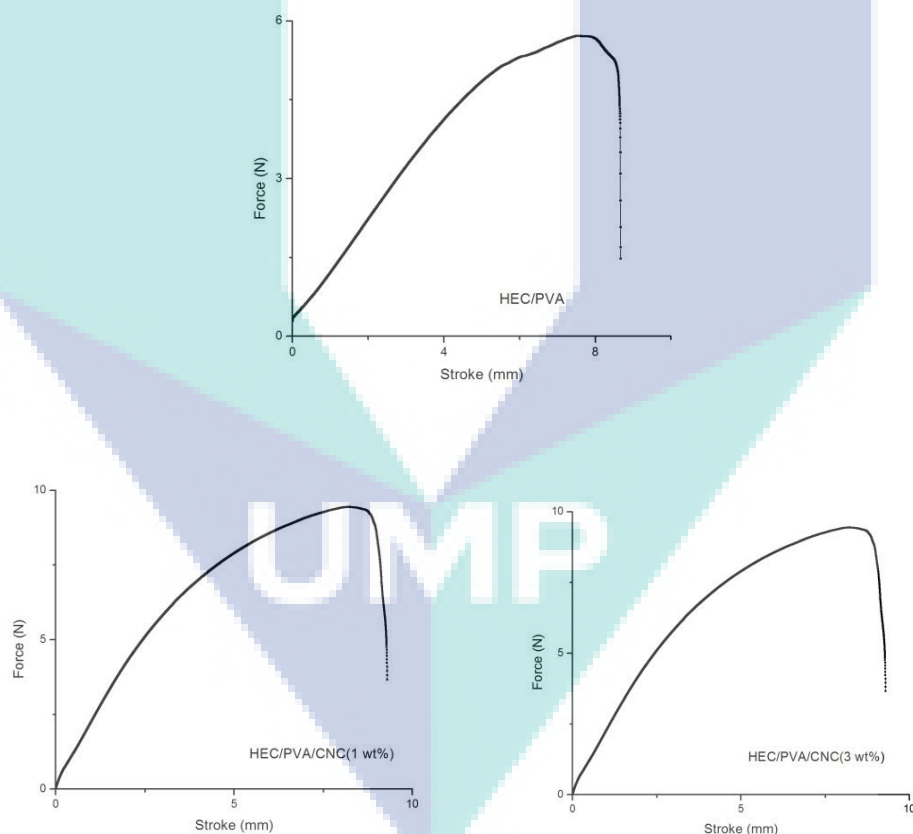 6
3
0
Force (N)
HEC/PVA
0 4 8
Stroke (mm)
UMP
10
5
0
Force (N)
HEC/PVA/CNC(1 wt%)
0 5 10
Stroke (mm)
10
5
0
Force (N)
HEC/PVA/CNC(3 wt%)
0 5 10
Stroke (mm)